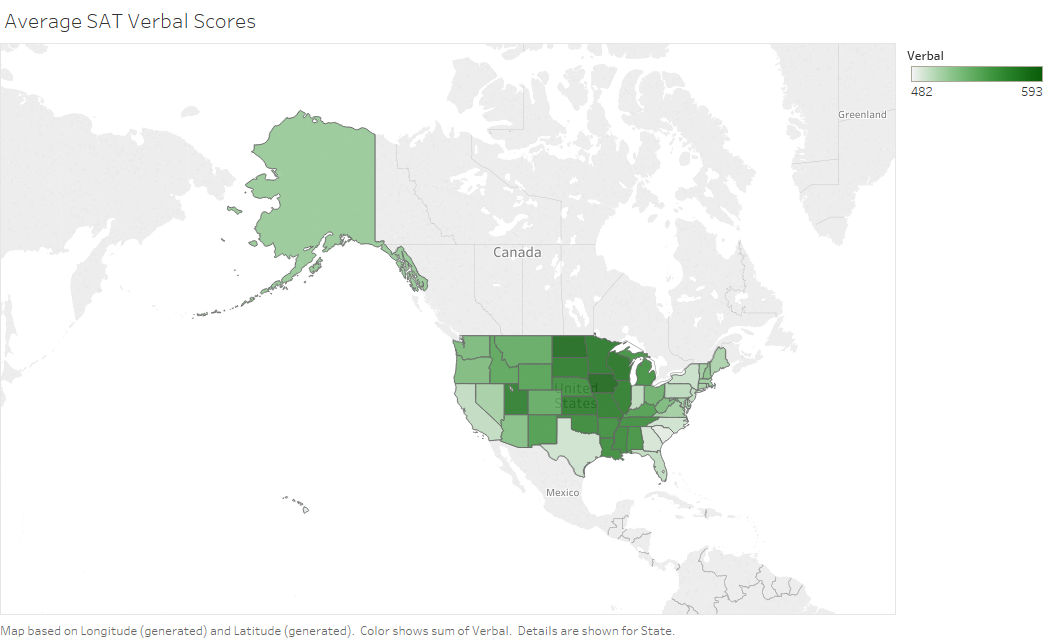 Average SAT Verbal Scores
Verbal
482 593
Greenland
Canada
United
States
Mexico
Map based on Longitude (generated) and Latitude (generated). Color shows sum of Verbal. Details are shown for State.